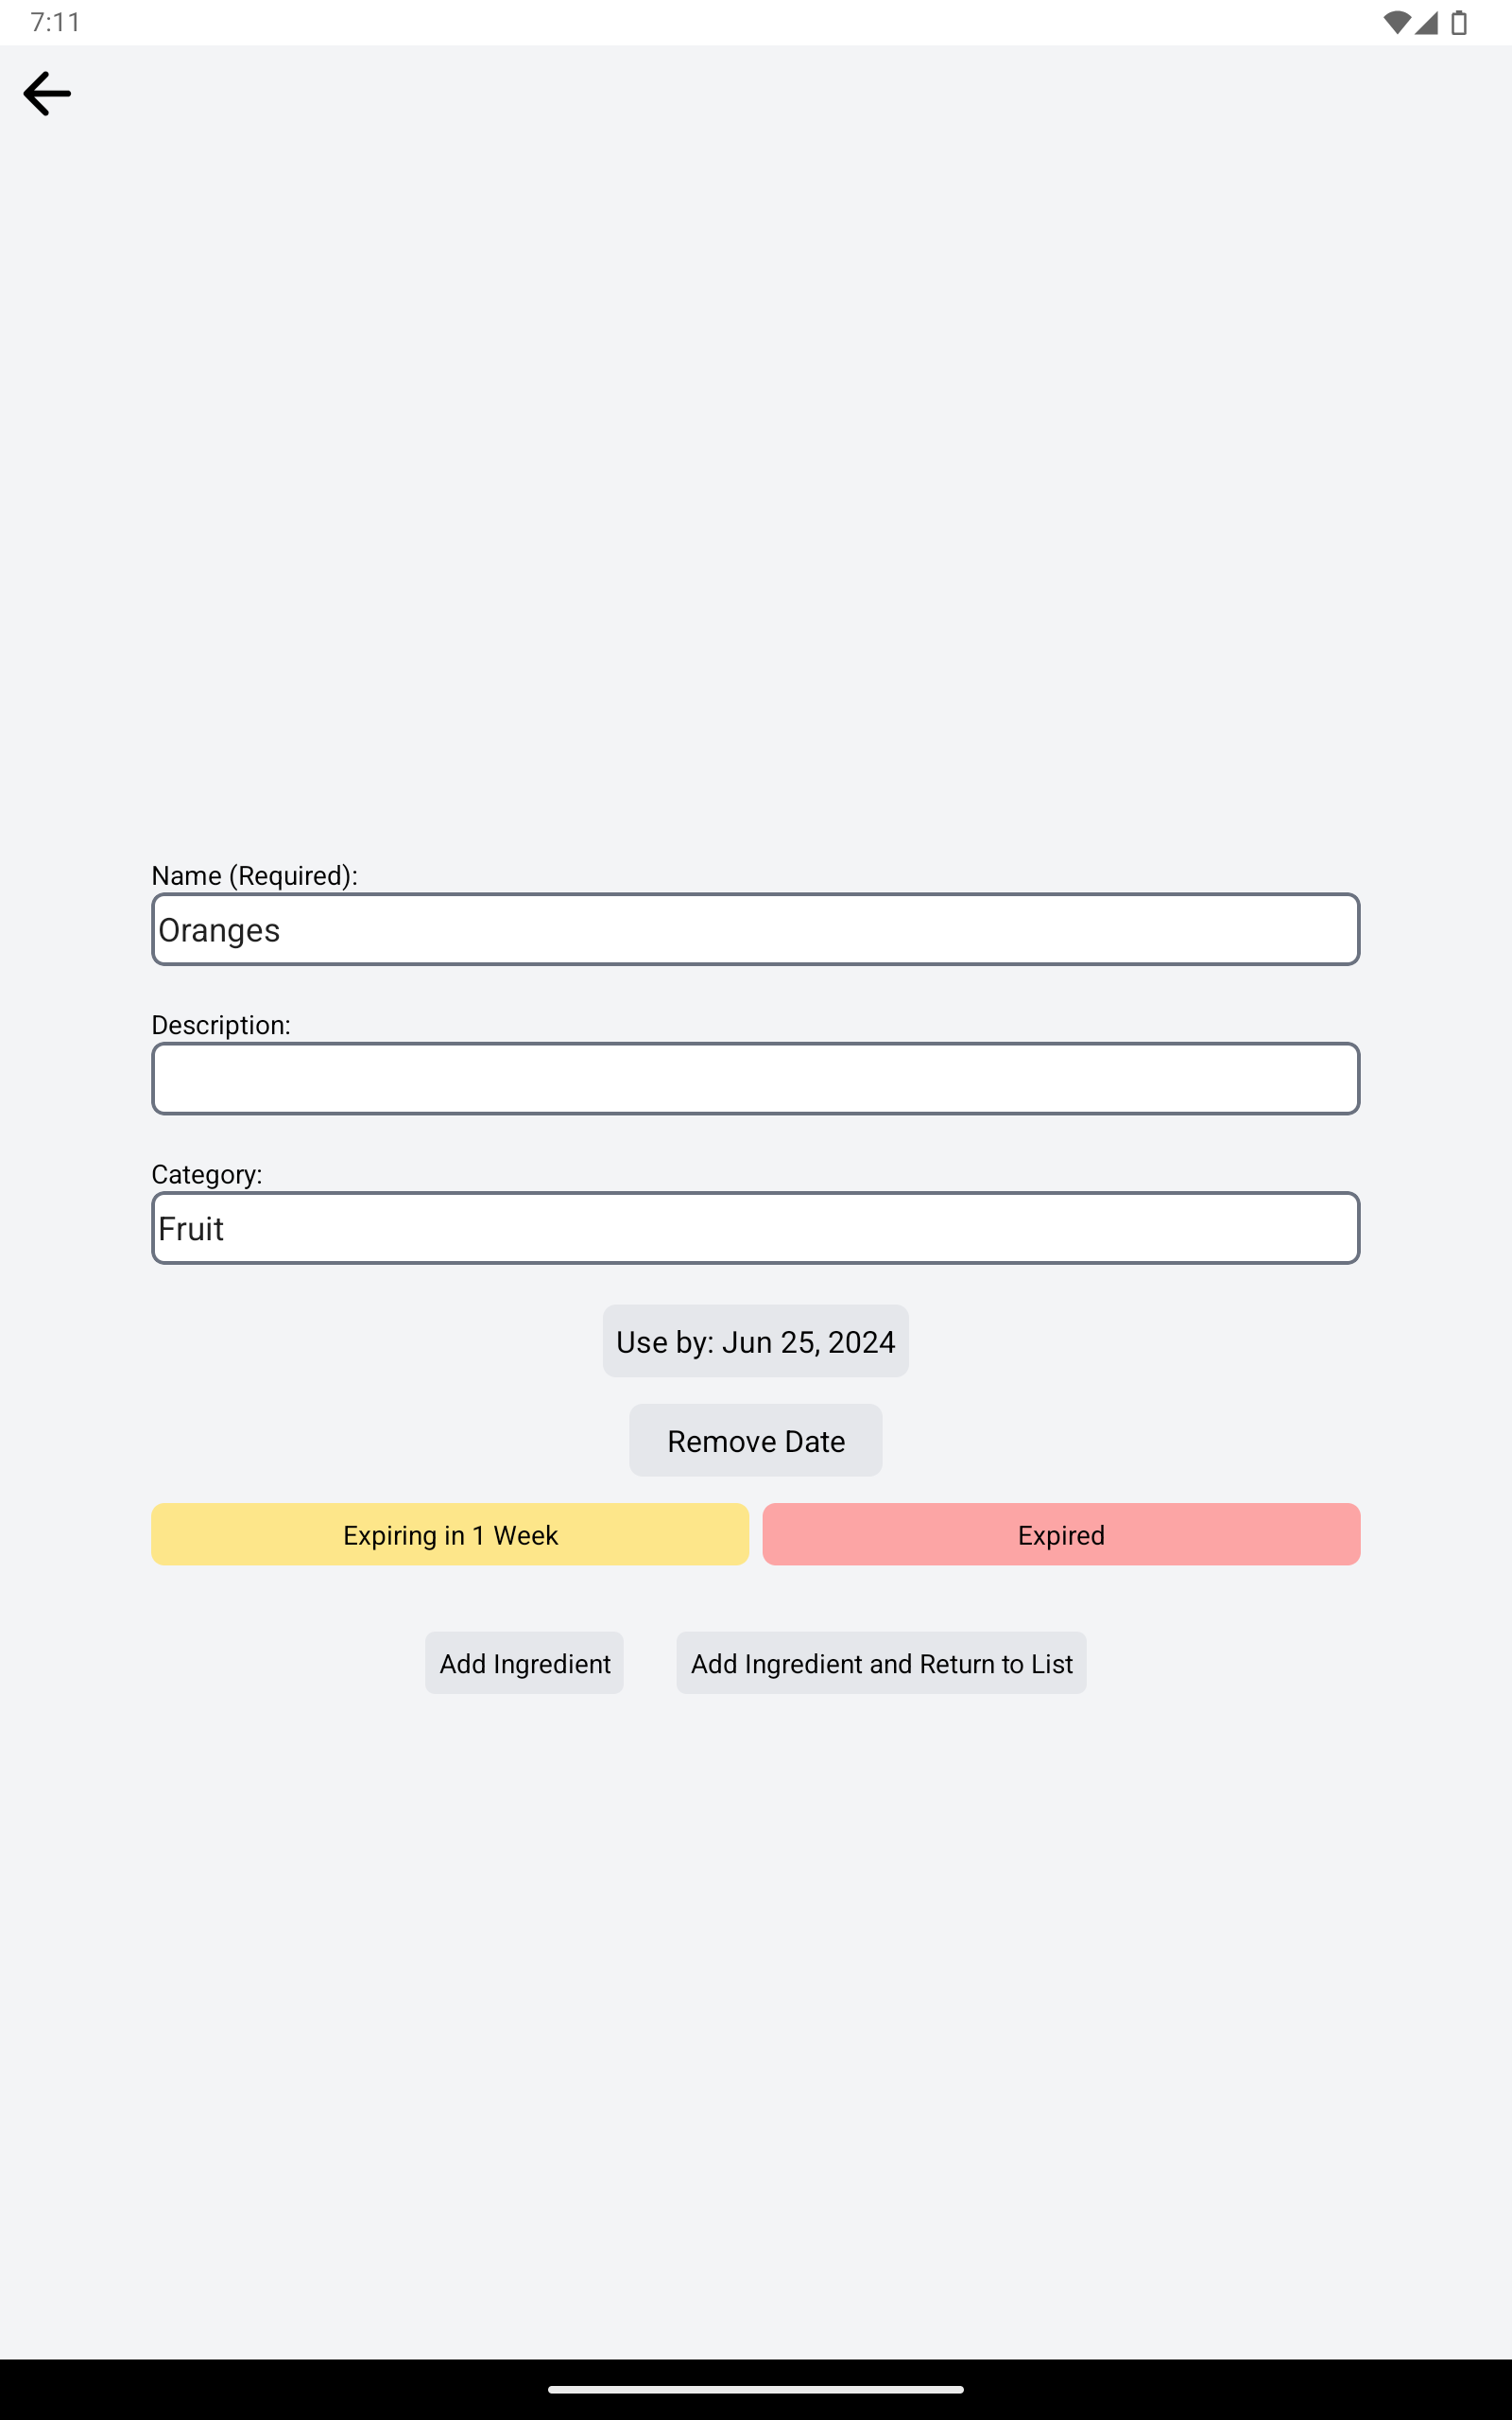 7:11
Name (Required):
Oranges
Description:
Category:
Fruit
Use by: Jun 25, 2024
Remove Date
Expiring in 1 Week
Expired
Add Ingredient
Add Ingredient and Return to List